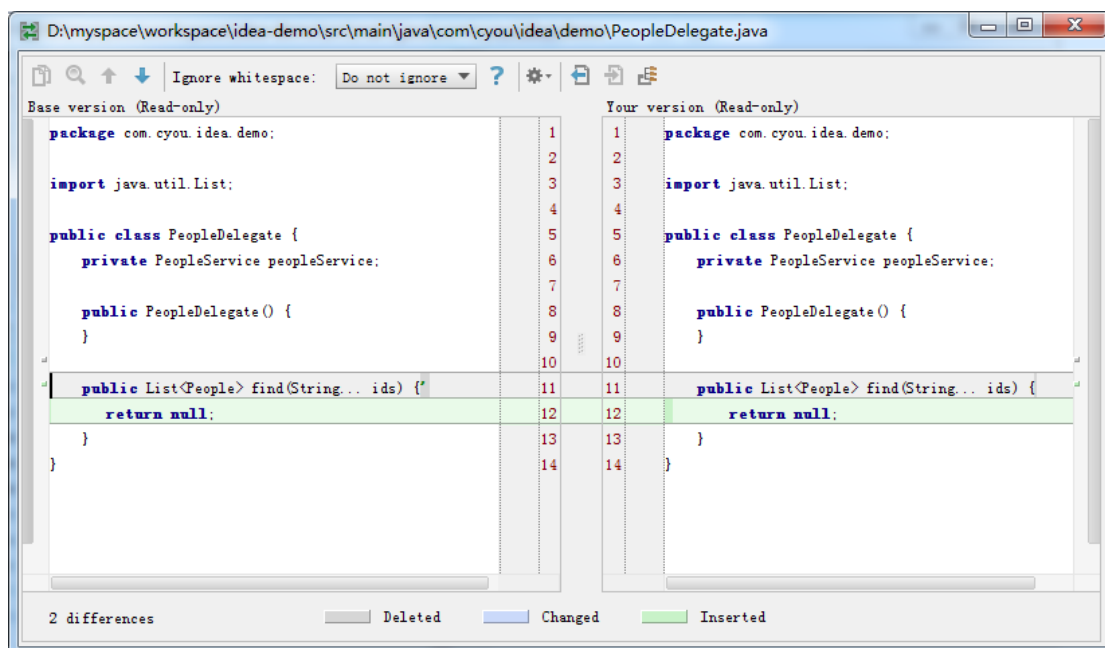 D:\myspace\workspace\idea-demo\src\main\java\com\cyou\idea\demo\PeopleDelegate.java
Ignore whitespace: Do not ignore ?
Base version (Read-only)
package com.cyou.idea.demo; 1
2
import java.util.List; 3
4
public class PeopleDelegate { 5
private PeopleService peopleService; 6
7
public PeopleDelegate() { 8
} 9
10
public List<People> find(String... ids) {' 11
return null; 12
} 13
} 14
Your version (Read-only)
1 package com.cyou.idea.demo;
2
3 import java.util.List;
4
5 public class PeopleDelegate {
6 private PeopleService peopleService;
7
8 public PeopleDelegate() {
9 }
10
11 public List<People> find(String... ids) {
12 return null;
13 }
14 }
2 differences Deleted Changed Inserted